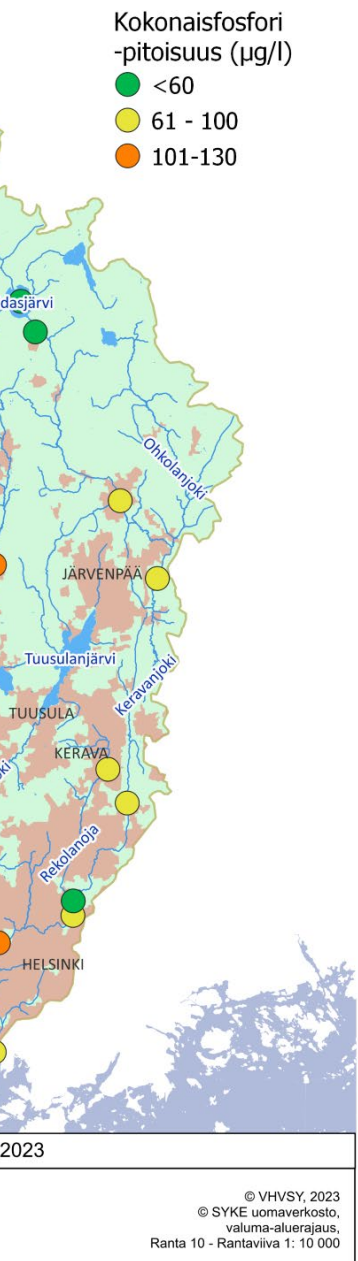 Kokonaisfosfori
-pitoisuus (µg/l)
<60
61 - 100
101-130
dasjärvi
Ohkolanjoki
JÄRVENPÄÄ
Tuusulanjärvi
Keravanjoki
TUUSULA
KERAVA
oki
Rekolanoja
HELSINKI
2023
© VHVSY, 2023
© SYKE uomaverkosto,
valuma-aluerajaus,
Ranta 10 - Rantaviiva 1: 10 000